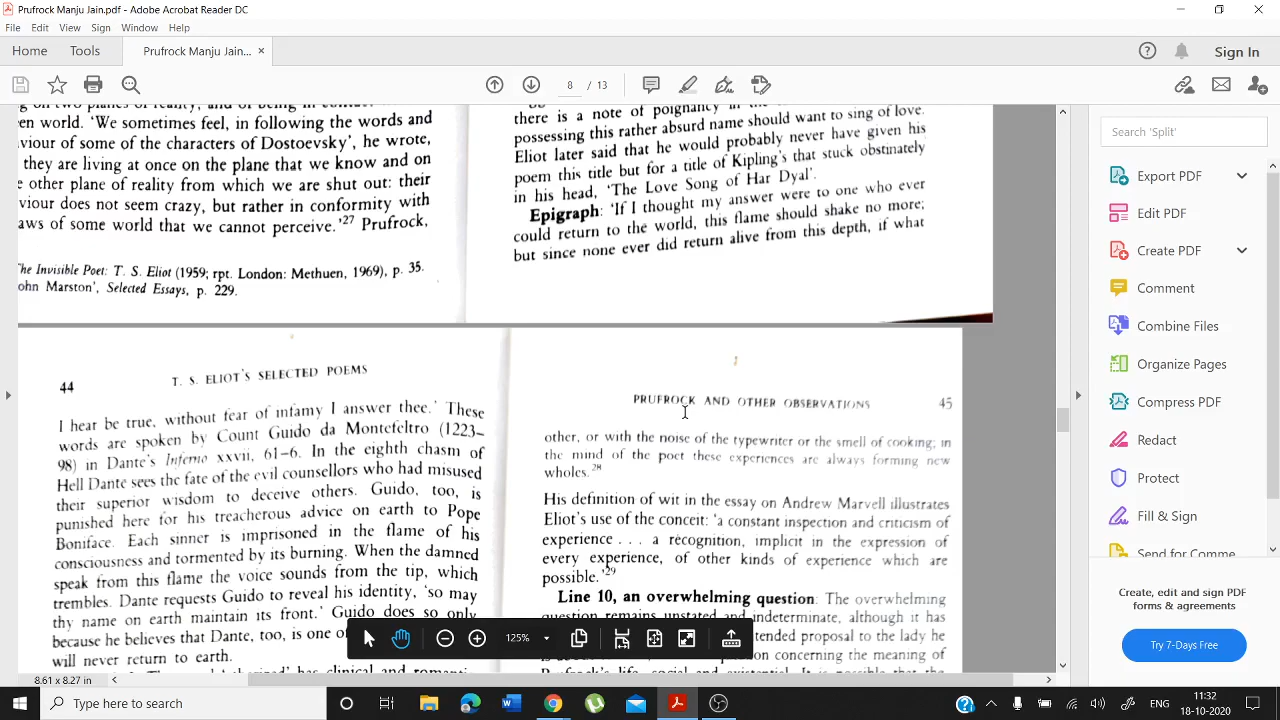 Prufrock Manju Jain.pdf - Adobe Acrobat Reader DC
File Edit View Sign Window Help
Home Tools Prufrock Manju Jain... × Sign In
8 / 13
en world. 'We sometimes feel, in following the words and
viour of some of the characters of Dostoevsky', he wrote,
they are living at once on the plane that we know and on
e other plane of reality from which we are shut out: their
viour does not seem crazy, but rather in conformity with
aws of some world that we cannot perceive.'27 Prufrock,
The Invisible Poet: T. S. Eliot (1959; rpt. London: Methuen, 1969), p. 35.
ohn Marston', Selected Essays, p. 229.
there is a note of poignancy in the
possessing this rather absurd name should want to sing of love.
Eliot later said that he would probably never have given his
poem this title but for a title of Kipling's that stuck obstinately
in his head, 'The Love Song of Har Dyal'.
Epigraph: 'If I thought my answer were to one who ever
could return to the world, this flame should shake no more;
but since none ever did return alive from this depth, if what
44 T. S. ELIOT'S SELECTED POEMS
I hear be true, without fear of infamy I answer thee.' These
words are spoken by Count Guido da Montefeltro (1223–
98) in Dante's Inferno xxvii, 61–6. In the eighth chasm of
Hell Dante sees the fate of the evil counsellors who had misused
their superior wisdom to deceive others. Guido, too, is
punished here for his treacherous advice on earth to Pope
Boniface. Each sinner is imprisoned in the flame of his
consciousness and tormented by its burning. When the damned
speak from this flame the voice sounds from the tip, which
trembles. Dante requests Guido to reveal his identity, 'so may
thy name on earth maintain its front.' Guido does so only
because he believes that Dante, too, is one of
will never return to earth.
PRUFROCK AND OTHER OBSERVATIONS 45
other, or with the noise of the typewriter or the smell of cooking; in
the mind of the poet these experiences are always forming new
wholes.28
His definition of wit in the essay on Andrew Marvell illustrates
Eliot's use of the conceit: 'a constant inspection and criticism of
experience . . . a recognition, implicit in the expression of
every experience, of other kinds of experience which are
possible.'29
Line 10, an overwhelming question: The overwhelming
question remains unstated and indeterminate, although it has
tended proposal to the lady he
concerning the meaning of
125%
8.61 x 8.27 in
Search 'Split'
Export PDF
Edit PDF
Create PDF
Comment
Combine Files
Organize Pages
Compress PDF
Redact
Protect
Fill & Sign
Send for Comme
Create, edit and sign PDF
forms & agreements
Try 7-Days Free
Type here to search
ENG
11:32
18-10-2020